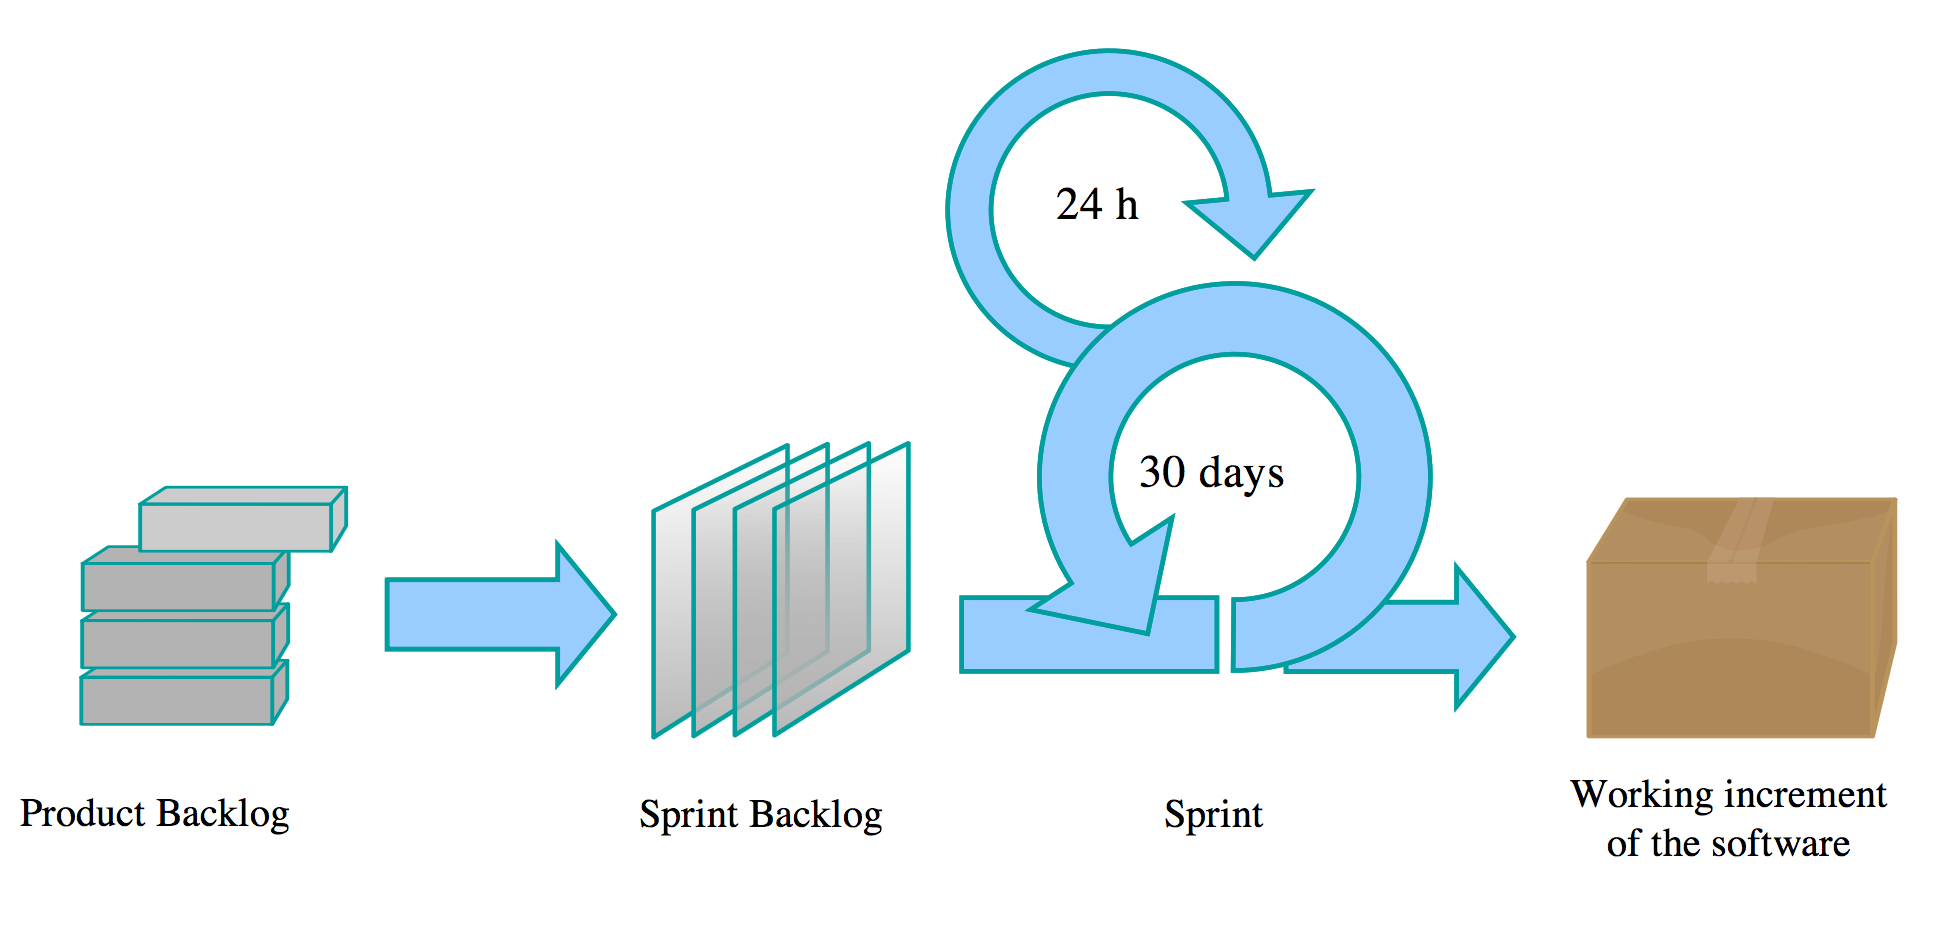 24 h
30 days
Product Backlog
Sprint Backlog
Sprint
Working increment
of the software